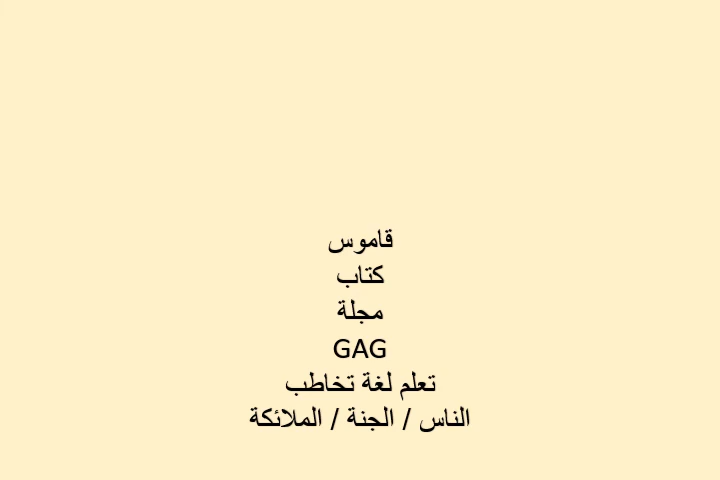 قاموس
كتاب
مجلة
GAG
تعلم لغة تخاطب
الناس / الجنة / الملائكة